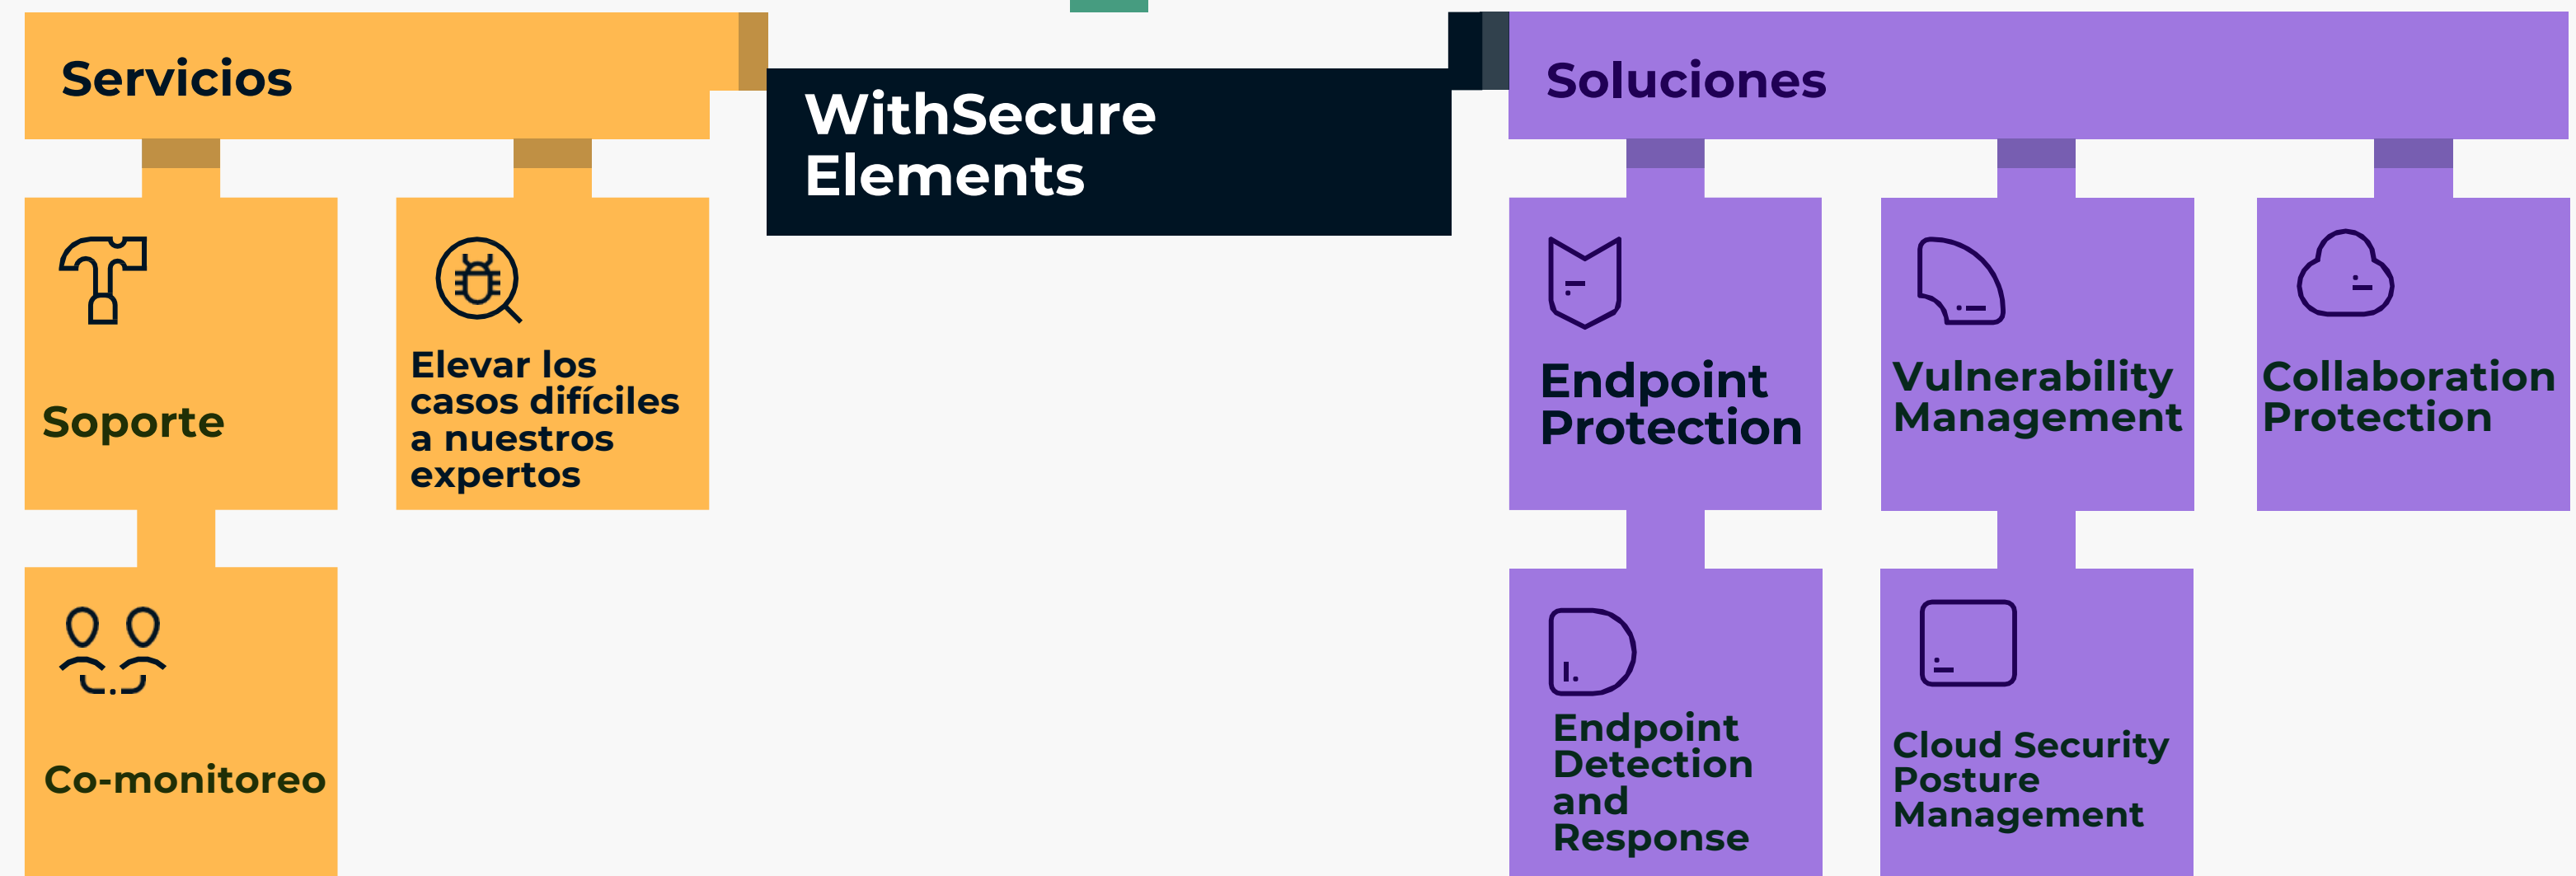 Servicios
WithSecure
Elements
Soluciones
Soporte
Elevar los
casos difíciles
a nuestros
expertos
Endpoint
Protection
Vulnerability
Management
Collaboration
Protection
Co-monitoreo
Endpoint
Detection
and
Response
Cloud Security
Posture
Management